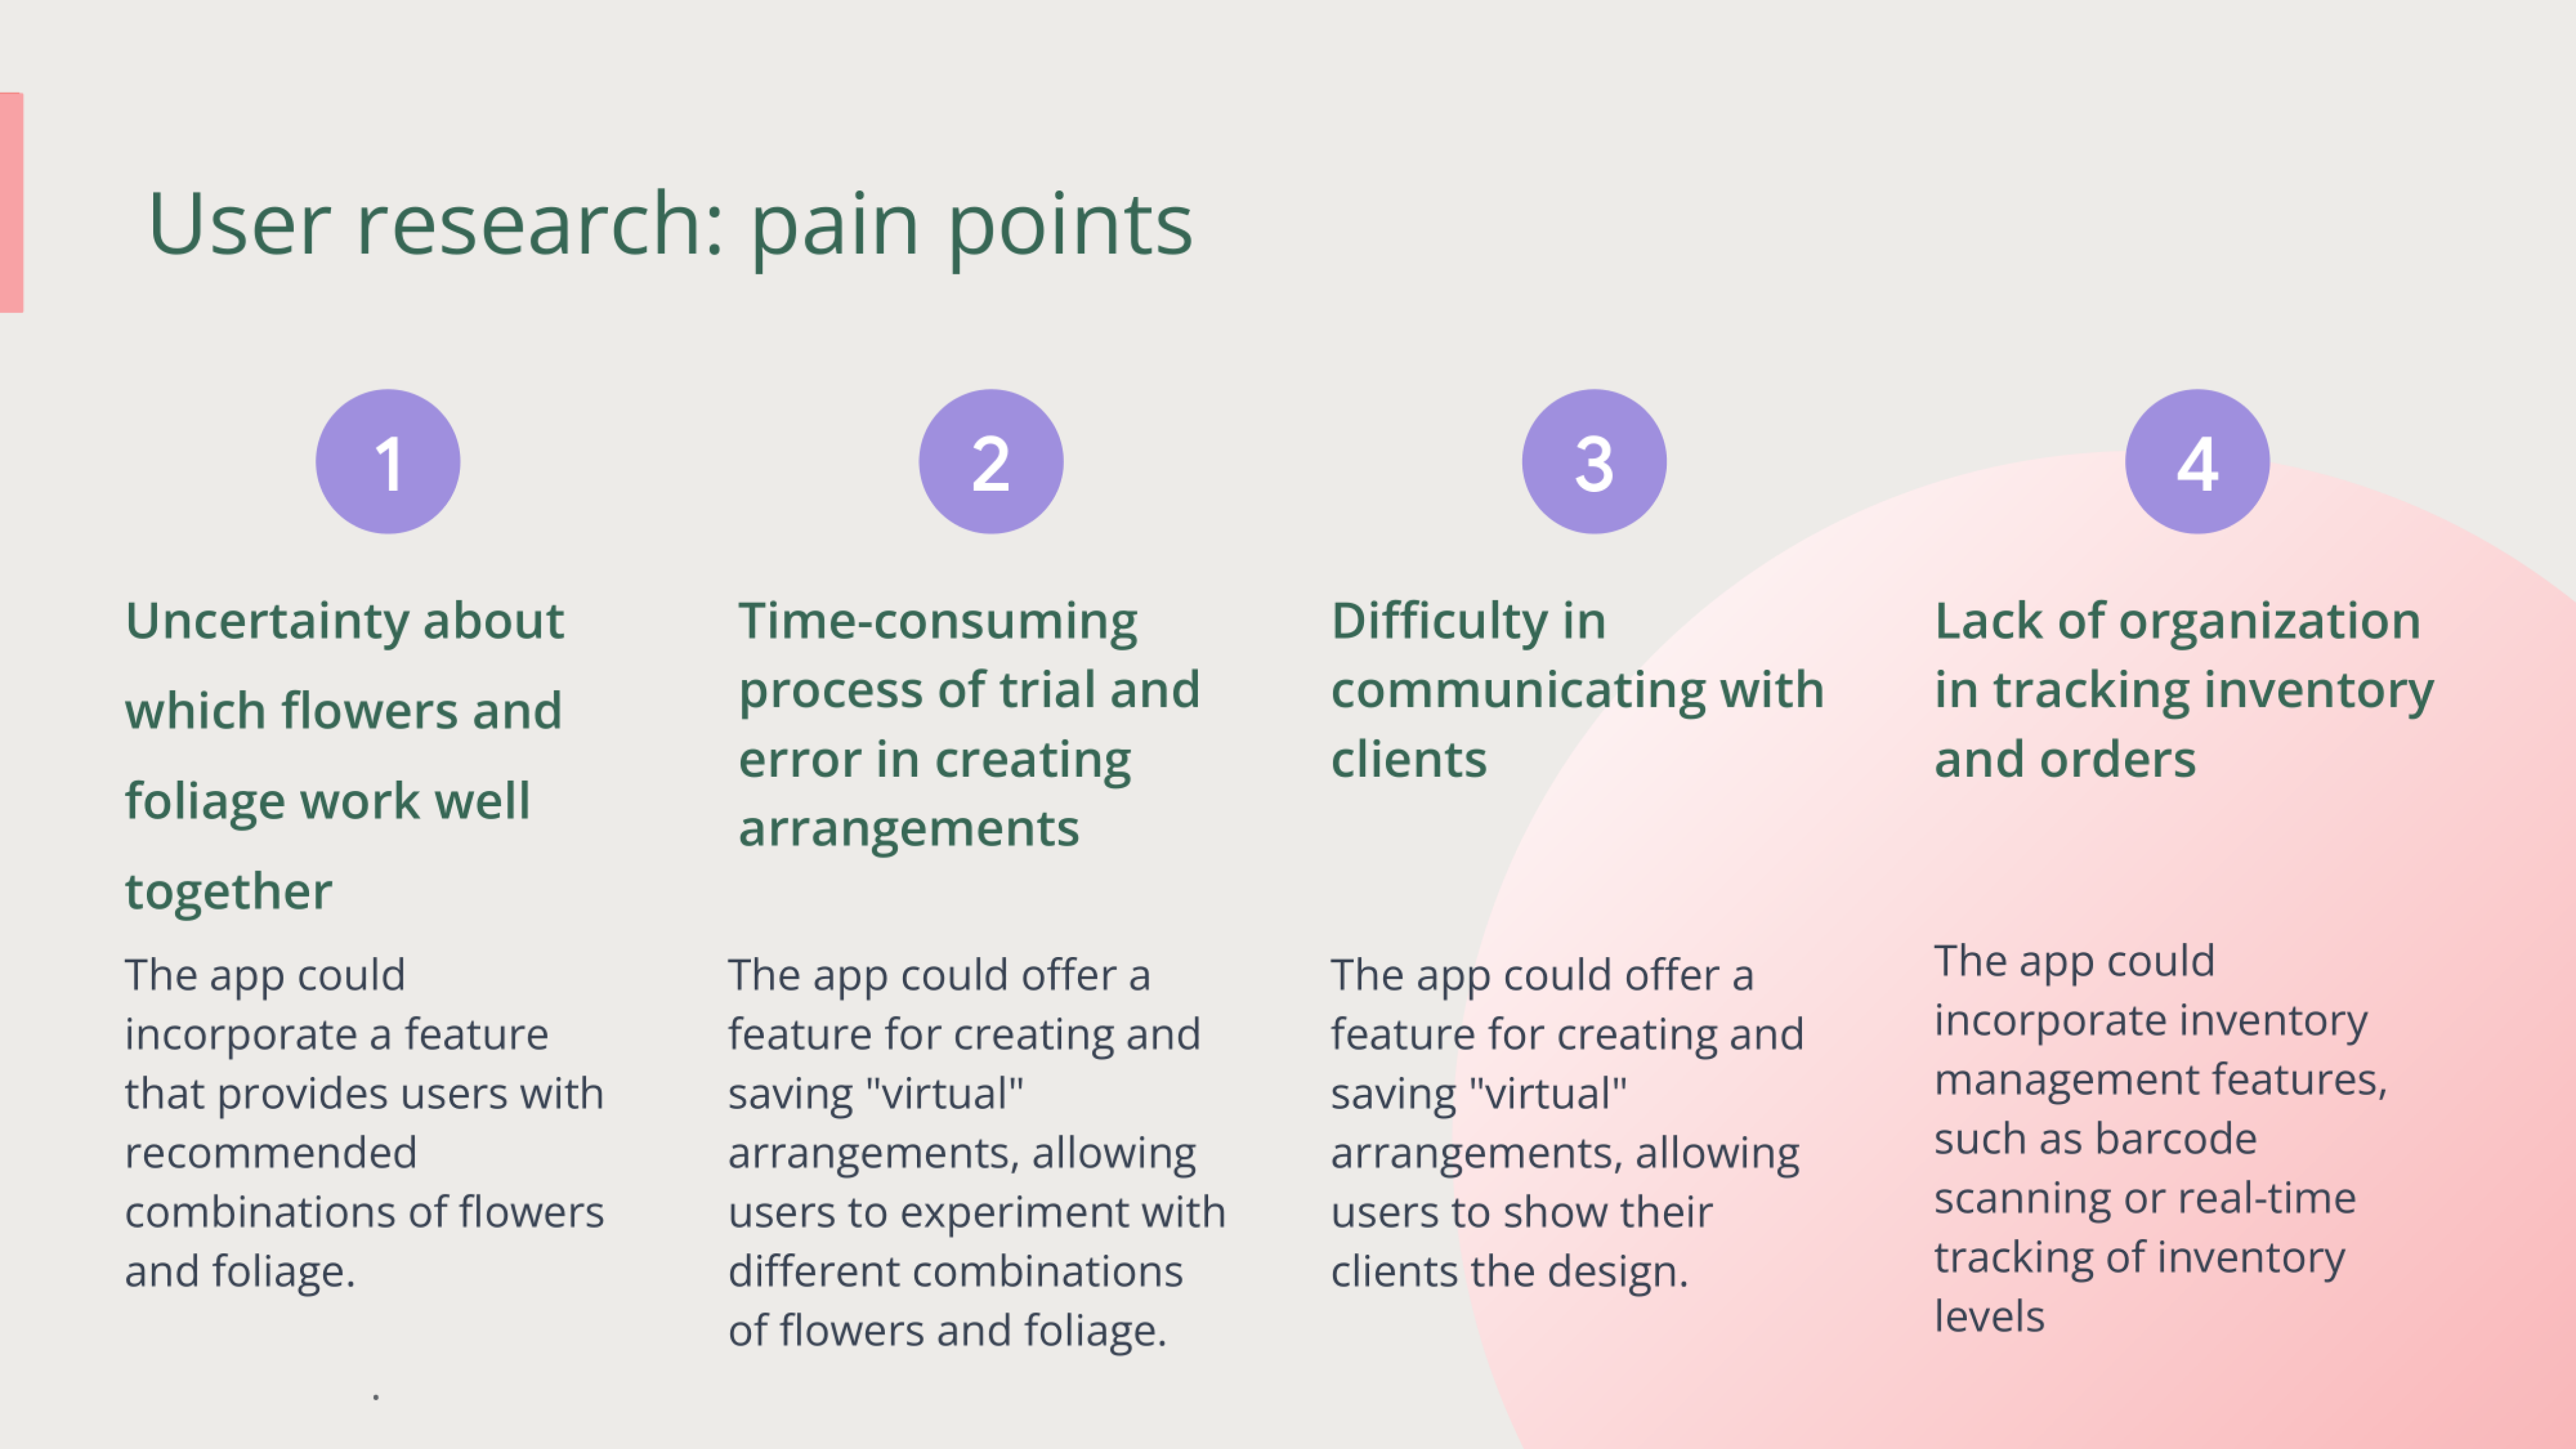 User research: pain points
1
Uncertainty about
which flowers and
foliage work well
together
The app could
incorporate a feature
that provides users with
recommended
combinations of flowers
and foliage.
.
2
Time-consuming
process of trial and
error in creating
arrangements
The app could offer a
feature for creating and
saving "virtual"
arrangements, allowing
users to experiment with
different combinations
of flowers and foliage.
3
Difficulty in
communicating with
clients
The app could offer a
feature for creating and
saving "virtual"
arrangements, allowing
users to show their
clients the design.
4
Lack of organization
in tracking inventory
and orders
The app could
incorporate inventory
management features,
such as barcode
scanning or real-time
tracking of inventory
levels